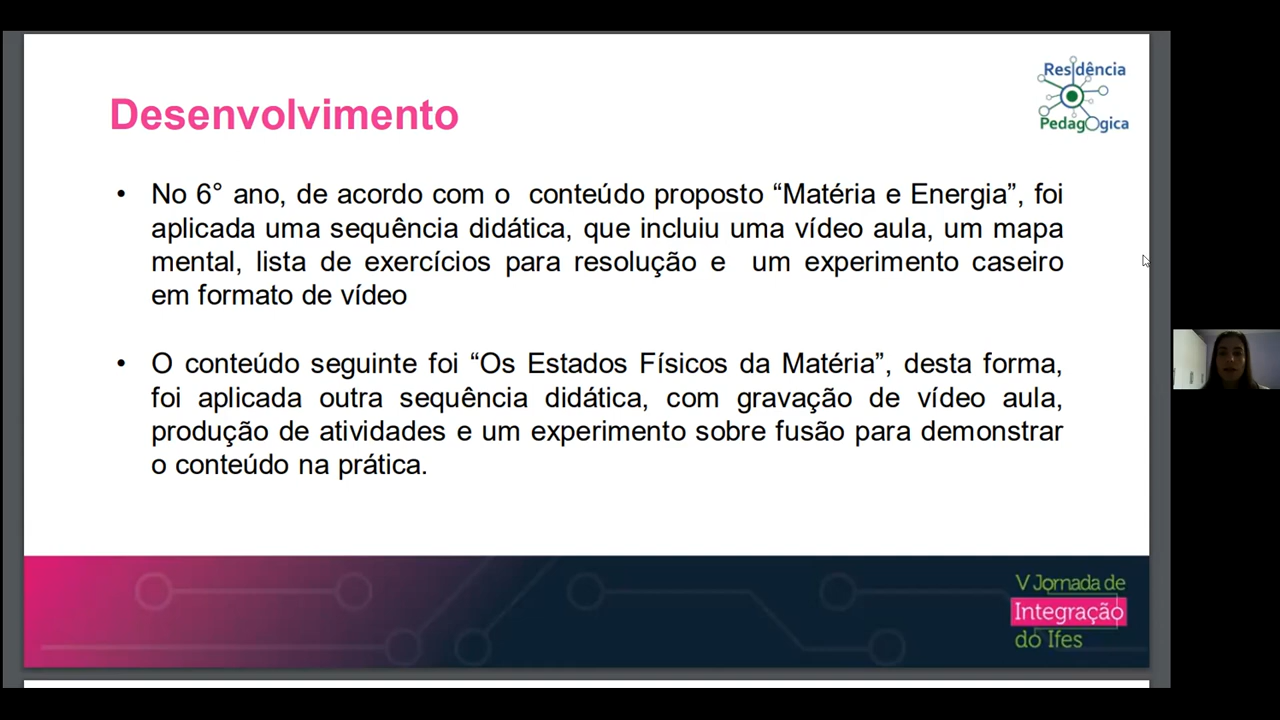 Residência
PedagOgica
Desenvolvimento
• No 6° ano, de acordo com o conteúdo proposto “Matéria e Energia”, foi
aplicada uma sequência didática, que incluiu uma vídeo aula, um mapa
mental, lista de exercícios para resolução e um experimento caseiro
em formato de vídeo
• O conteúdo seguinte foi “Os Estados Físicos da Matéria”, desta forma,
foi aplicada outra sequência didática, com gravação de vídeo aula,
produção de atividades e um experimento sobre fusão para demonstrar
o conteúdo na prática.
V Jornada de
Integração
do Ifes